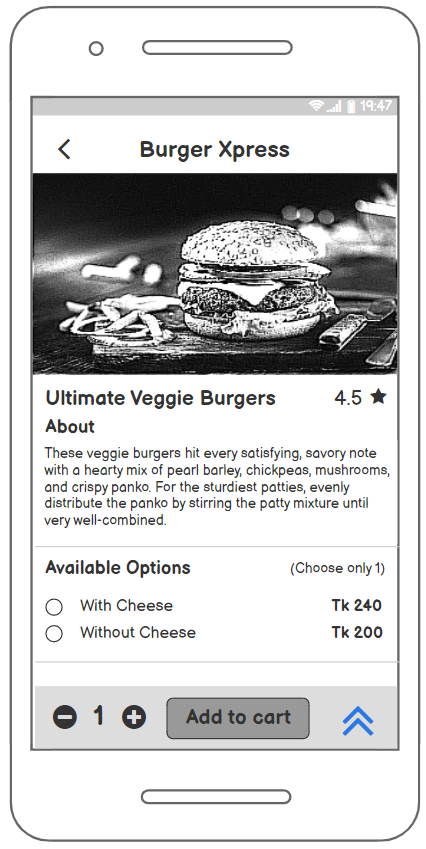 19:47
Burger Xpress
Ultimate Veggie Burgers 4.5
About
These veggie burgers hit every satisfying, savory note
with a hearty mix of pearl barley, chickpeas, mushrooms,
and crispy panko. For the sturdiest patties, evenly
distribute the panko by stirring the patty mixture until
very well-combined.
Available Options (Choose only 1)
With Cheese Tk 240
Without Cheese Tk 200
1 Add to cart